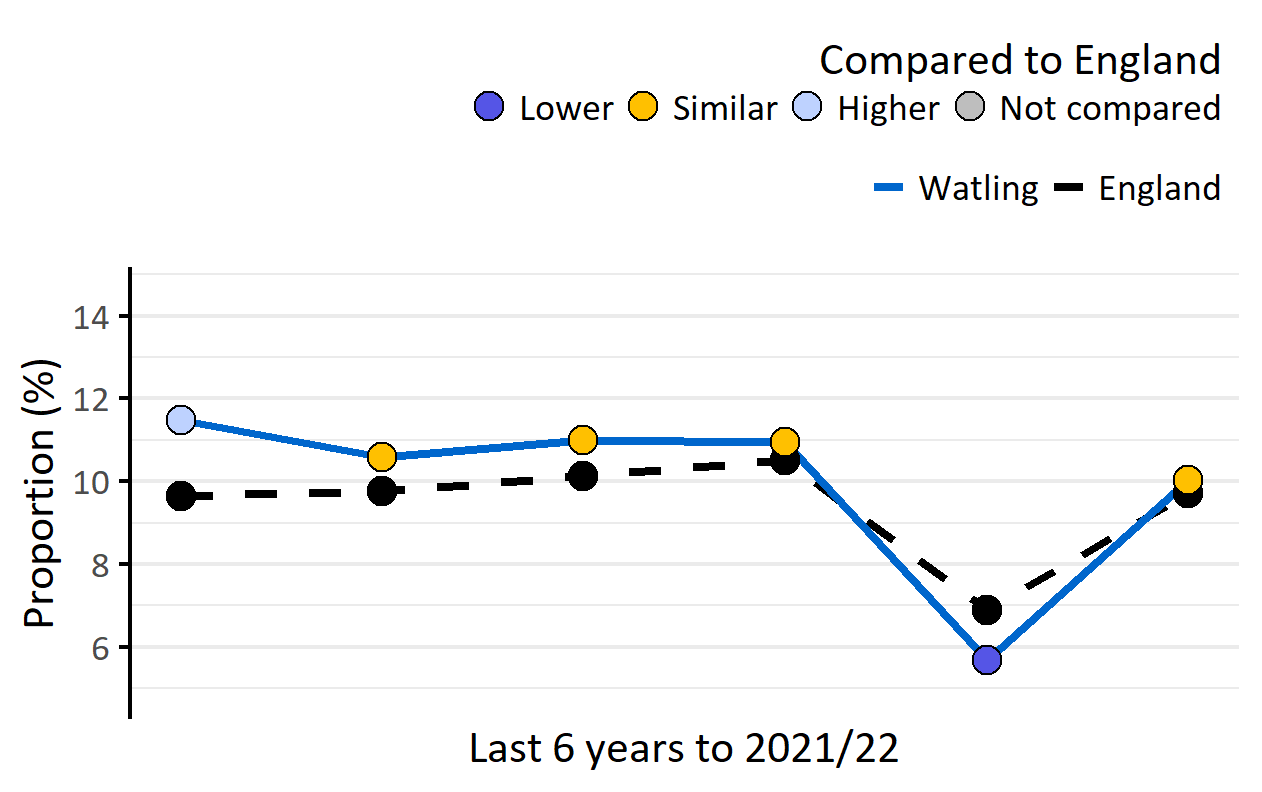 Compared to England
Lower Similar Higher Not compared
Watling England
14
12
10
8
6
Proportion (%)
Last 6 years to 2021/22